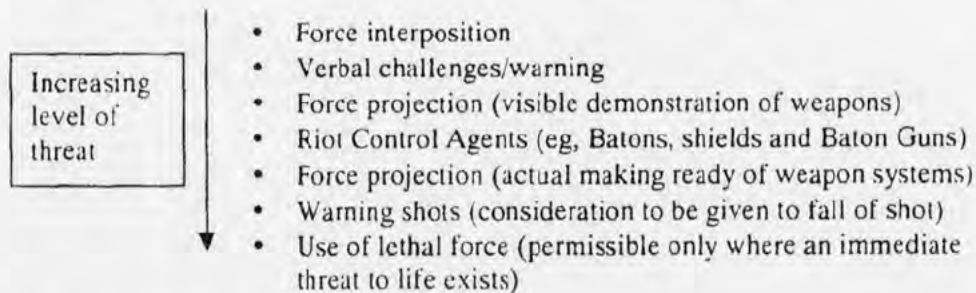 Increasing
level of
threat
• Force interposition
• Verbal challenges/warning
• Force projection (visible demonstration of weapons)
• Riot Control Agents (eg, Batons, shields and Baton Guns)
• Force projection (actual making ready of weapon systems)
• Warning shots (consideration to be given to fall of shot)
• Use of lethal force (permissible only where an immediate
threat to life exists)